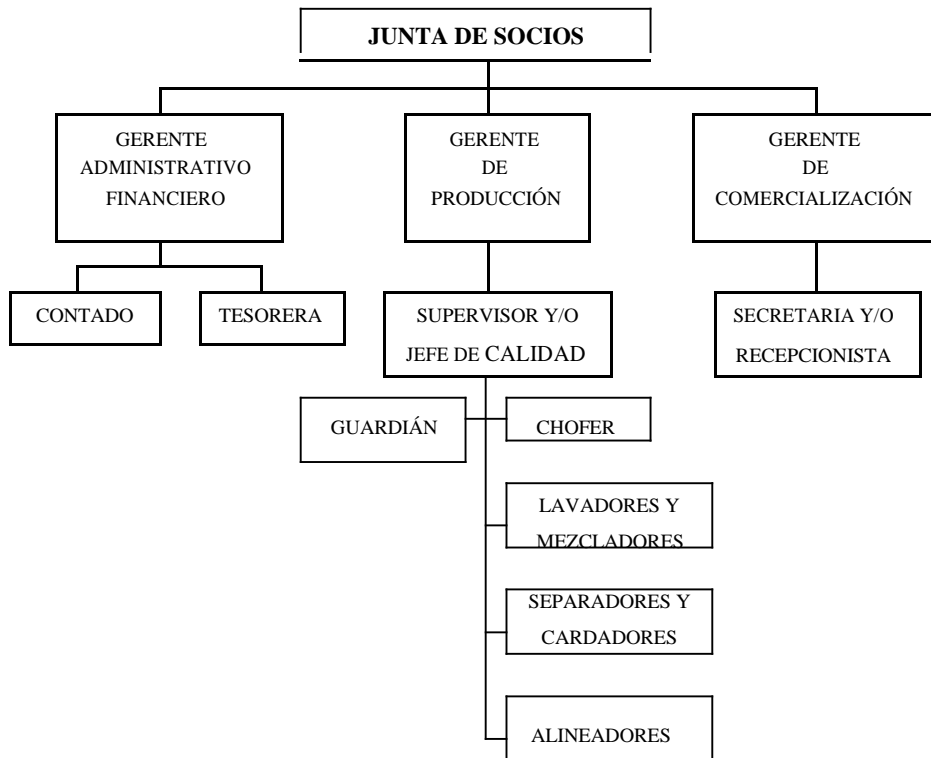 JUNTA DE SOCIOS
GERENTE
ADMINISTRATIVO
FINANCIERO
GERENTE
DE
PRODUCCIÓN
GERENTE
DE
COMERCIALIZACIÓN
CONTADO
TESORERA
SUPERVISOR Y/O
JEFE DE CALIDAD
SECRETARIA Y/O
RECEPCIONISTA
GUARDIÁN
CHOFER
LAVADORES Y
MEZCLADORES
SEPARADORES Y
CARDADORES
ALINEADORES